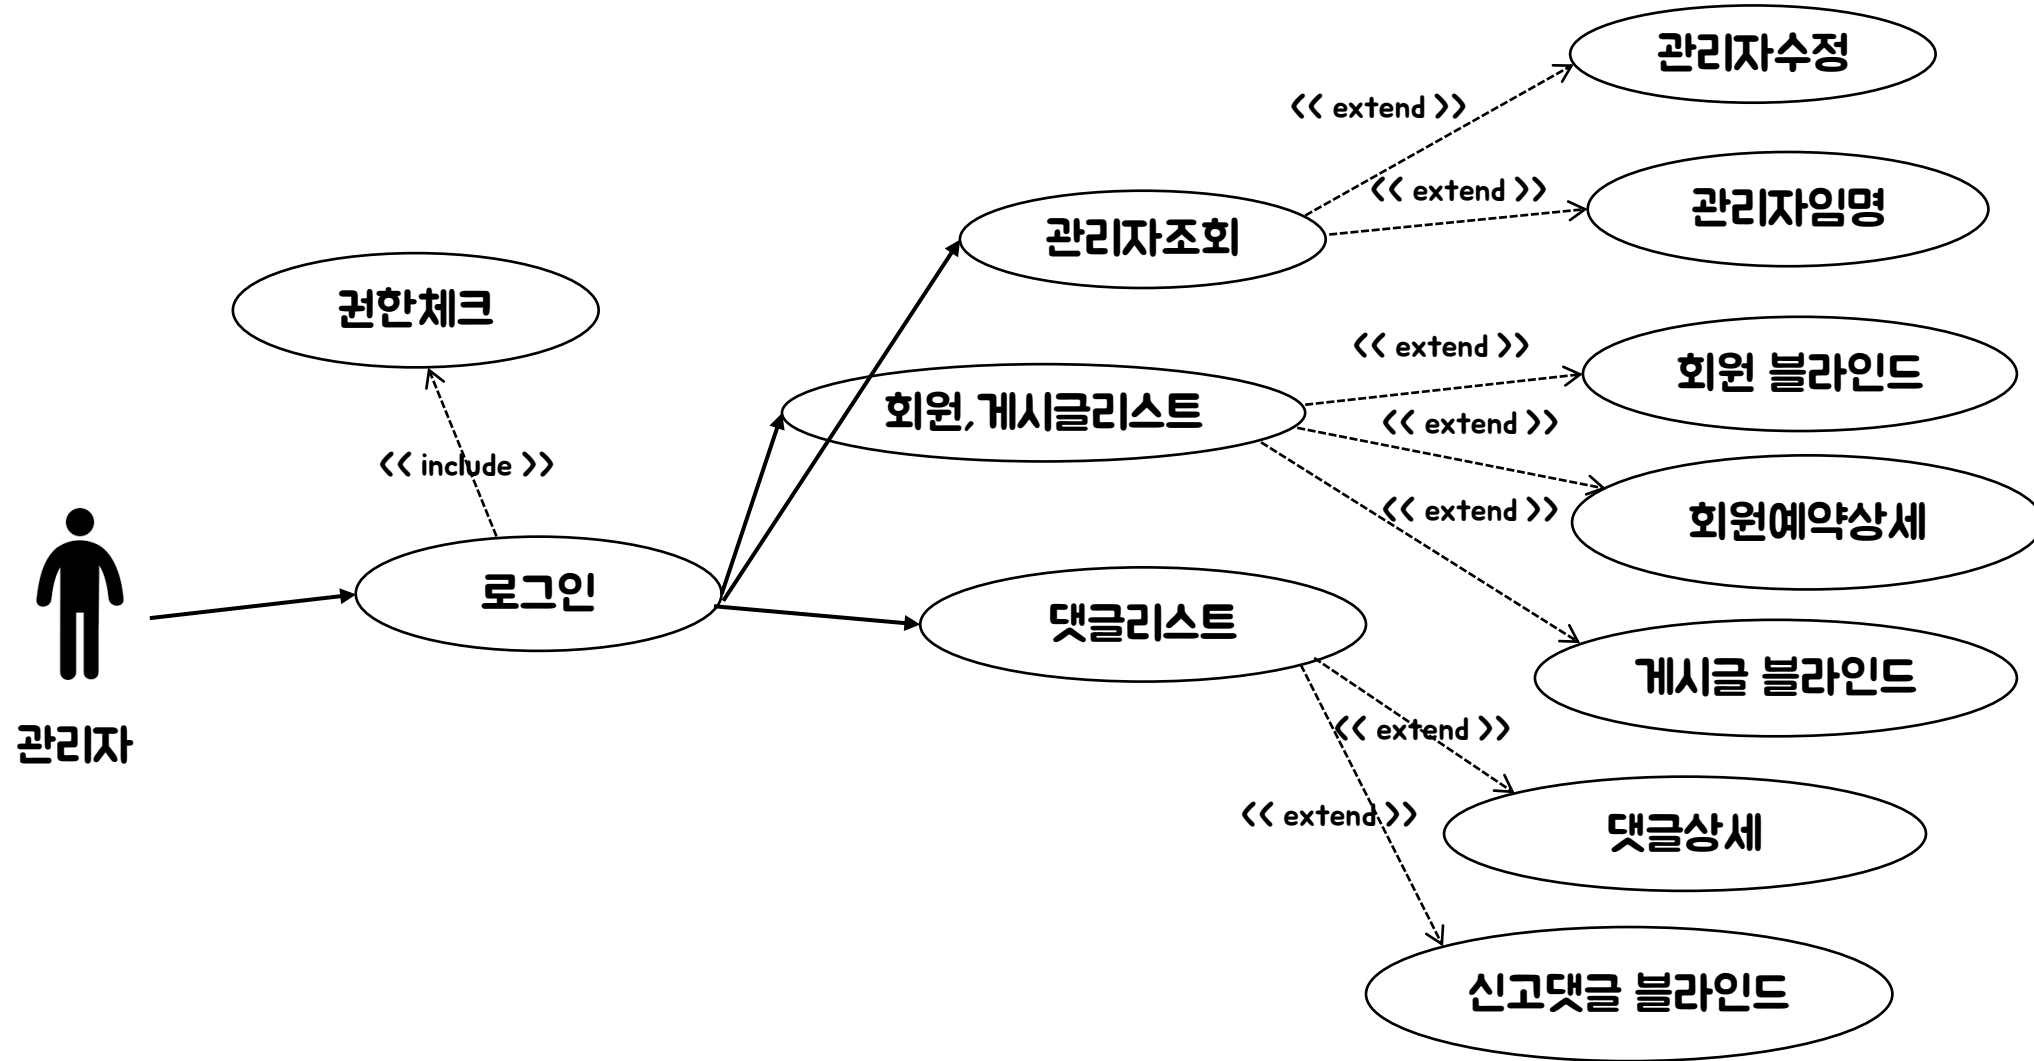 관리자수정
<< extend >>
<< extend >>
관리자임명
관리자조회
권한체크
<< extend >>
회원 블라인드
회원,게시글리스트
<< extend >>
<< include >>
<< extend >>
회원예약상세
로그인
댓글리스트
게시글 블라인드
관리자
<< extend >>
<< extend >>
댓글상세
신고댓글 블라인드